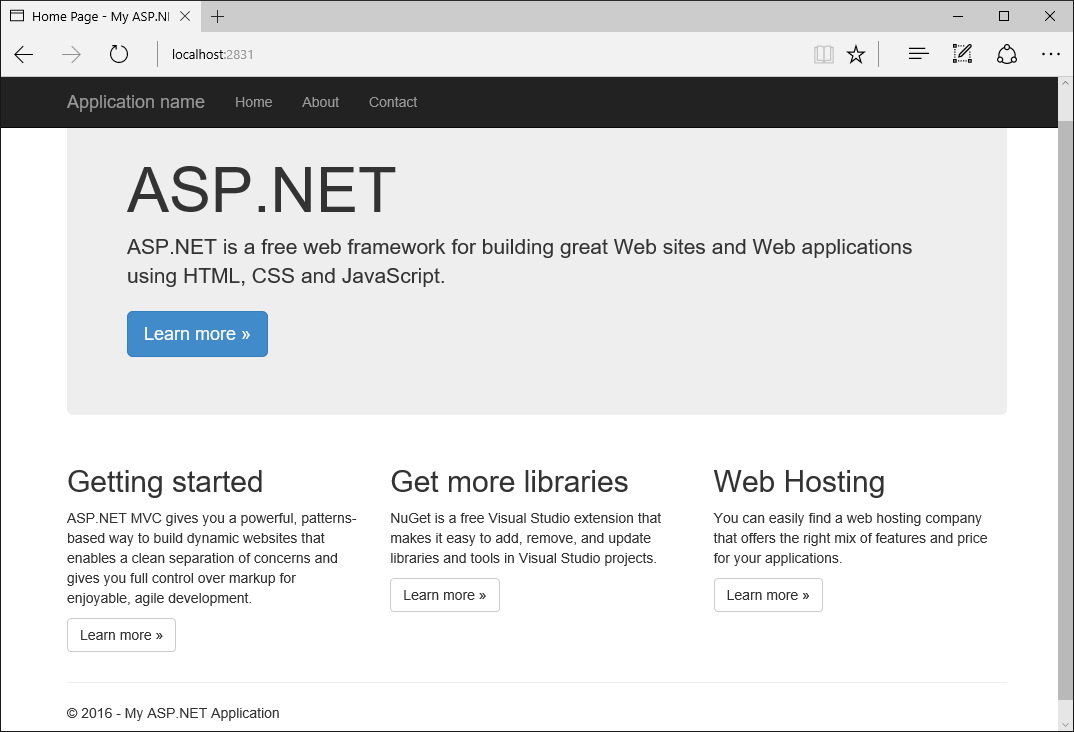 Home Page - My ASP.NE
localhost:2831
Application name Home About Contact
ASP.NET
ASP.NET is a free web framework for building great Web sites and Web applications
using HTML, CSS and JavaScript.
Learn more »
Getting started
ASP.NET MVC gives you a powerful, patterns-
based way to build dynamic websites that
enables a clean separation of concerns and
gives you full control over markup for
enjoyable, agile development.
Learn more »
Get more libraries
NuGet is a free Visual Studio extension that
makes it easy to add, remove, and update
libraries and tools in Visual Studio projects.
Learn more »
Web Hosting
You can easily find a web hosting company
that offers the right mix of features and price
for your applications.
Learn more »
© 2016 - My ASP.NET Application